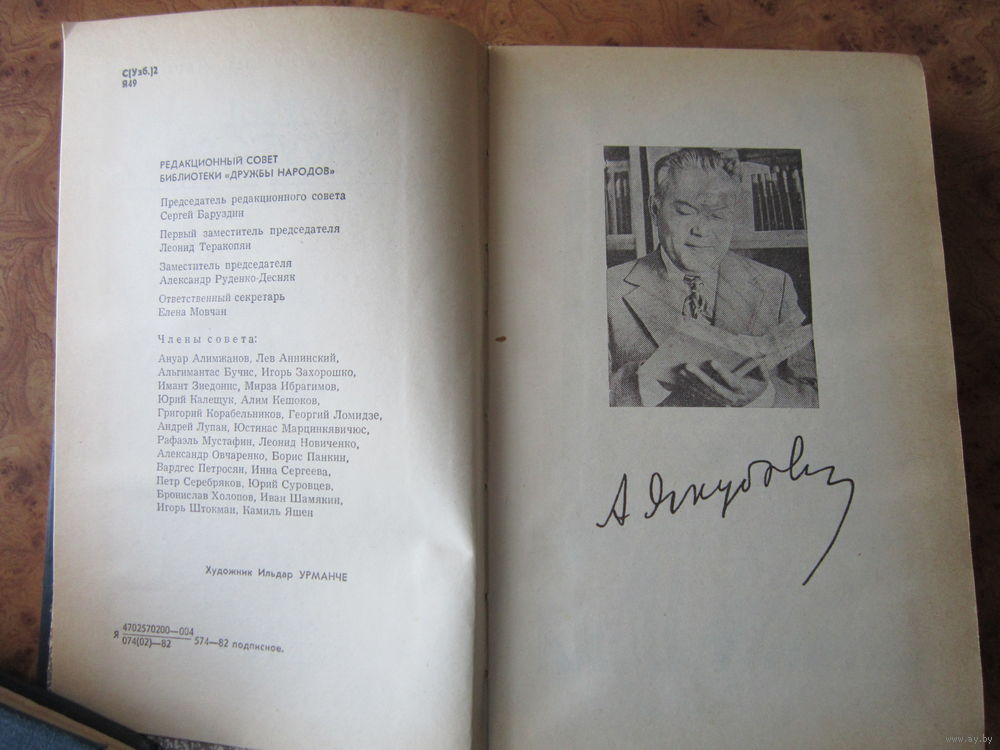 С(Узб.)2
Я49
РЕДАКЦИОННЫЙ СОВЕТ
БИБЛИОТЕКИ «ДРУЖБЫ НАРОДОВ»
Председатель редакционного совета
Сергей Баруздин
Первый заместитель председателя
Леонид Теракопян
Заместитель председателя
Александр Руденко-Десняк
Ответственный секретарь
Елена Мовчан
Члены совета:
Ануар Алимжанов, Лев Аннинский,
Альгимантас Бучис, Игорь Захорошко,
Имант Зиедонис, Мирза Ибрагимов,
Юрий Калещук, Алим Кешоков,
Григорий Корабельников, Георгий Ломидзе,
Андрей Лупан, Юстинас Марцинкявичюс,
Рафаэль Мустафин, Леонид Новиченко,
Александр Овчаренко, Борис Панкин,
Вардгес Петросян, Инна Сергеева,
Петр Серебряков, Юрий Суровцев,
Бронислав Холопов, Иван Шамякин,
Игорь Штокман, Камиль Яшен
Художник Ильдар УРМАНЧЕ
Я 4702570200—004
074(02)—82 574—82 подписное.
А Якубов
www.ay.by